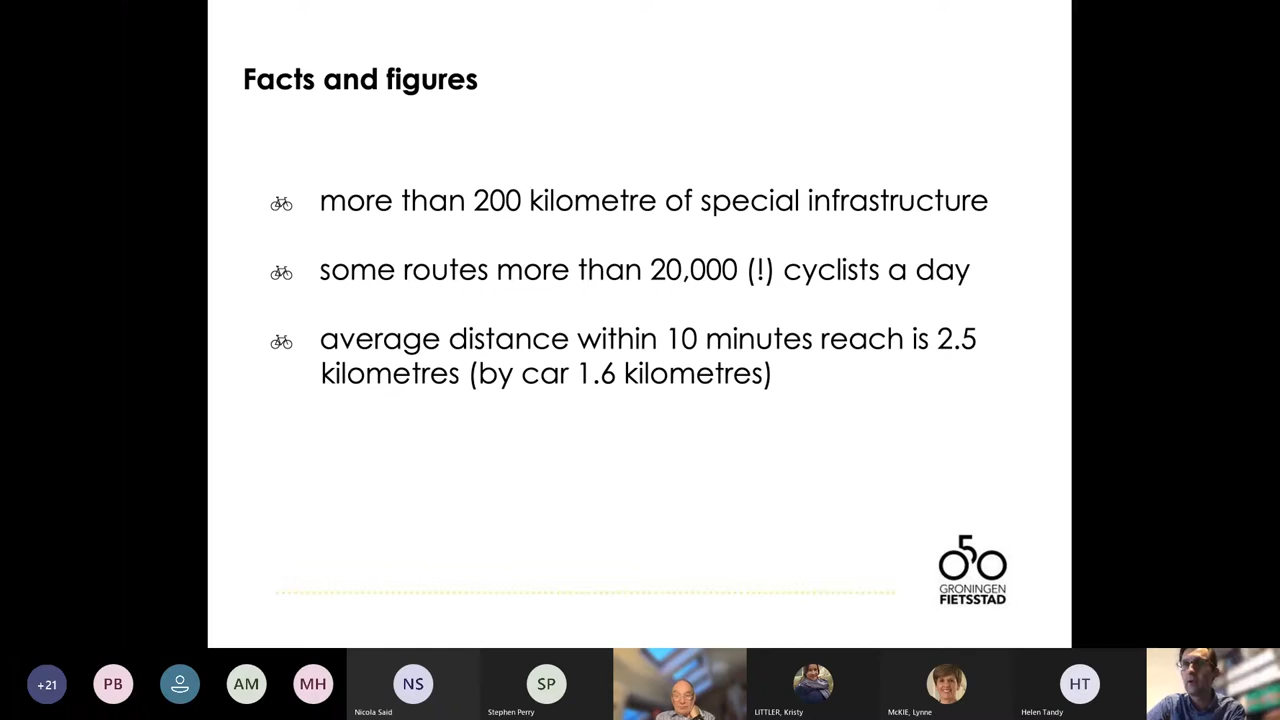 Facts and figures
more than 200 kilometre of special infrastructure
some routes more than 20,000 (!) cyclists a day
average distance within 10 minutes reach is 2.5
kilometres (by car 1.6 kilometres)
50
GRONINGEN
FIETSSTAD
+21
PB
AM
MH
NS
SP
HT
Nicola Said
Stephen Perry
LITTLER, Kristy
McKIE, Lynne
Helen Tandy